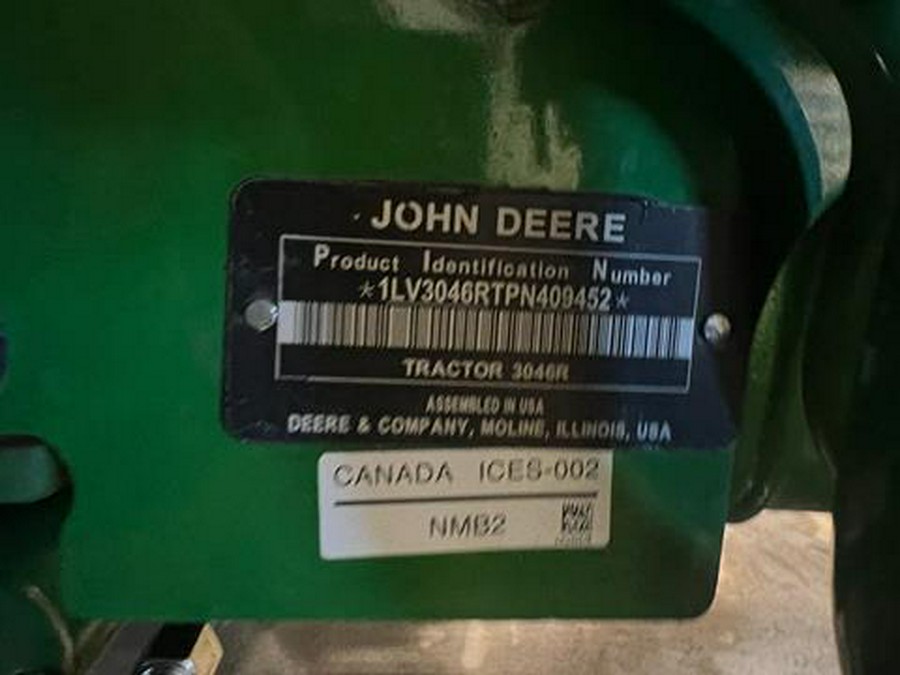 JOHN DEERE
Product Identification Number
*1LV3046RTPN409452*
TRACTOR 3046R
ASSEMBLED IN USA
DEERE & COMPANY, MOLINE, ILLINOIS, USA
CANADA ICES-002
NMB2